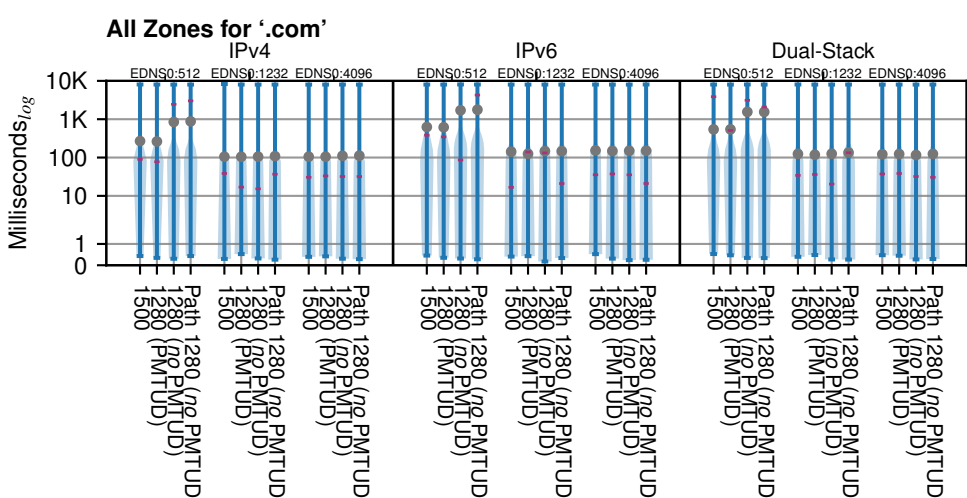 All Zones for ‘.com’
IPv4
IPv6
Dual-Stack
EDNS0:512
EDNS0:1232
EDNS0:4096
EDNS0:512
EDNS0:1232
EDNS0:4096
EDNS0:512
EDNS0:1232
EDNS0:4096
Milliseconds log
10K
1K
100
10
1
0
1500
1280 (PMTUD)
1280 (no PMTUD)
Path 1280 (no PMTUD
1500
1280 (PMTUD)
1280 (no PMTUD)
Path 1280 (no PMTUD
1500
1280 (PMTUD)
1280 (no PMTUD)
Path 1280 (no PMTUD
1500
1280 (PMTUD)
1280 (no PMTUD)
Path 1280 (no PMTUD
1500
1280 (PMTUD)
1280 (no PMTUD)
Path 1280 (no PMTUD
1500
1280 (PMTUD)
1280 (no PMTUD)
Path 1280 (no PMTUD
1500
1280 (PMTUD)
1280 (no PMTUD)
Path 1280 (no PMTUD
1500
1280 (PMTUD)
1280 (no PMTUD)
Path 1280 (no PMTUD
1500
1280 (PMTUD)
1280 (no PMTUD)
Path 1280 (no PMTUD